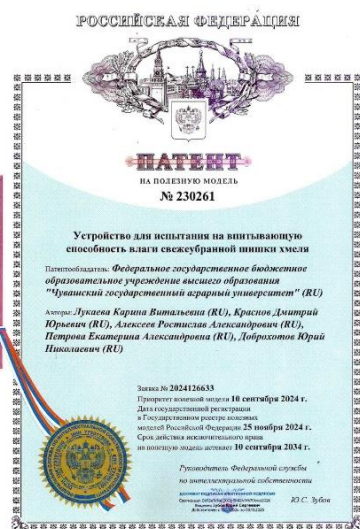 РОССИЙСКАЯ ФЕДЕРАЦИЯ
ПАТЕНТ
НА ПОЛЕЗНУЮ МОДЕЛЬ
№ 230261
Устройство для испытания на впитывающую
способность влаги свежеубранной шишки хмеля
Патентообладатель: Федеральное государственное бюджетное
образовательное учреждение высшего образования
"Чувашский государственный аграрный университет" (RU)
Авторы: Лукаева Карина Витальевна (RU), Краснов Дмитрий
Юрьевич (RU), Алексеев Ростислав Александрович (RU),
Петрова Екатерина Александровна (RU), Доброхотов Юрий
Николаевич (RU)
Заявка № 2024126633
Приоритет полезной модели 10 сентября 2024 г.
Дата государственной регистрации
в Государственном реестре полезных
моделей Российской Федерации 25 ноября 2024 г.
Срок действия исключительного права
на полезную модель истекает 10 сентября 2034 г.
Руководитель Федеральной службы
по интеллектуальной собственности
Ю.С. Зубов